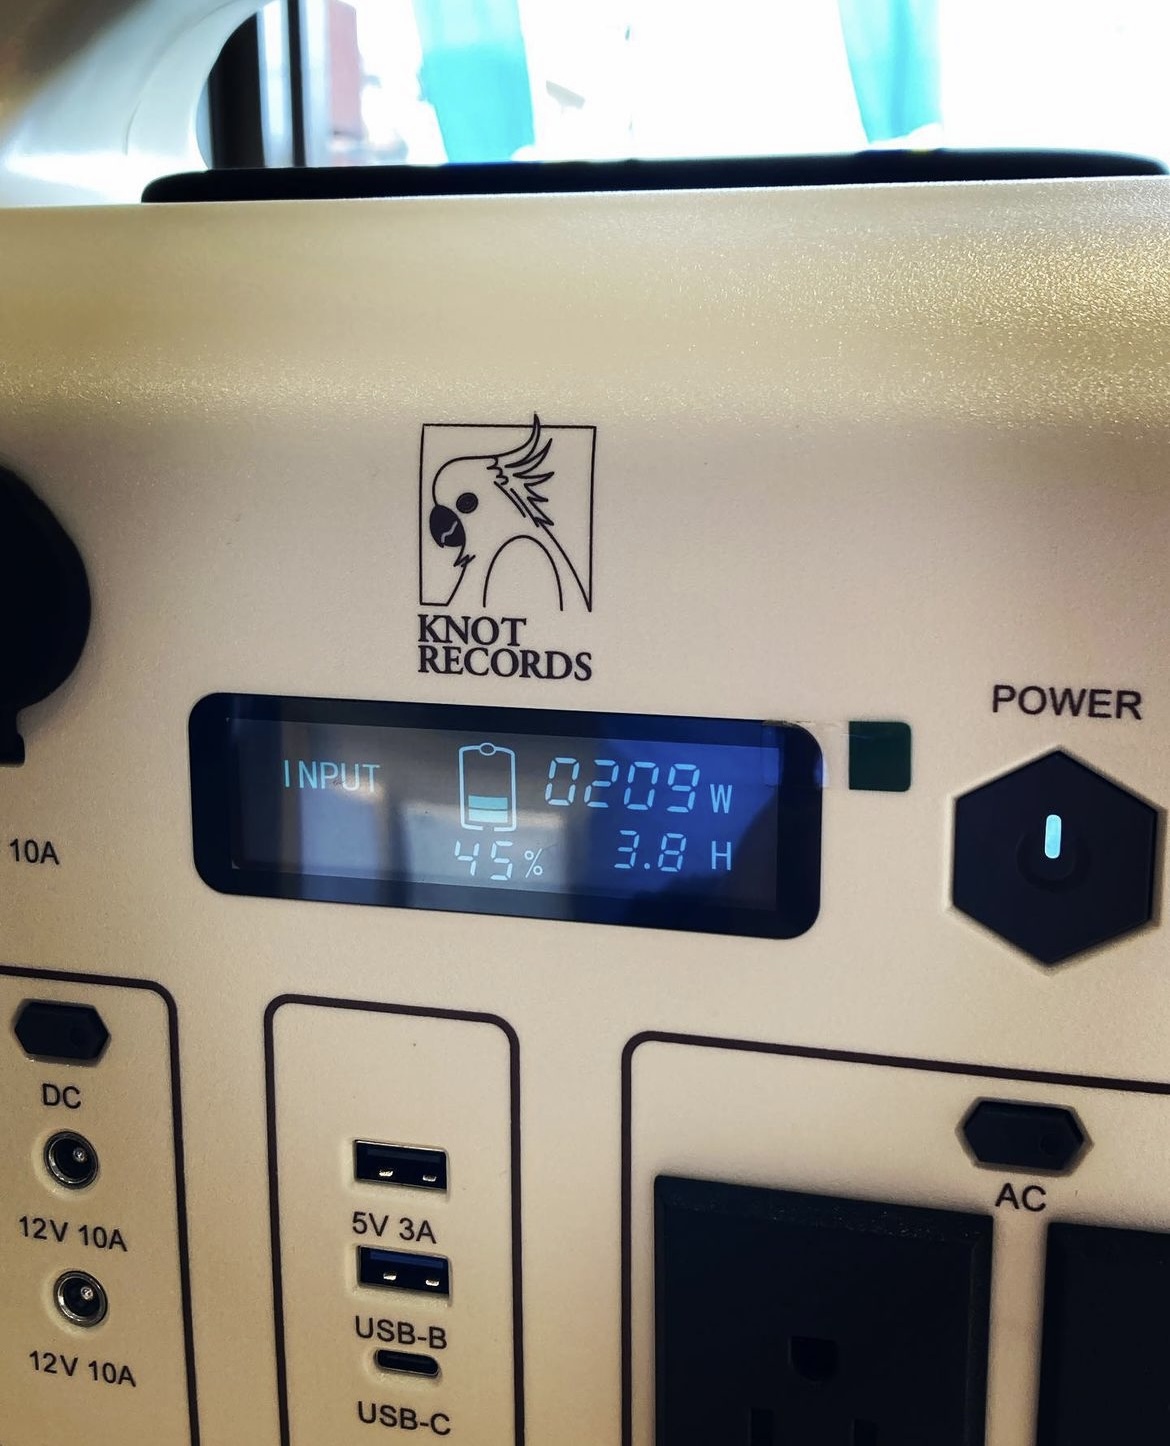 KNOT
RECORDS
POWER
INPUT
0209 W
45%
3.8 H
10A
DC
12V 10A
12V 10A
5V 3A
USB-B
USB-C
AC